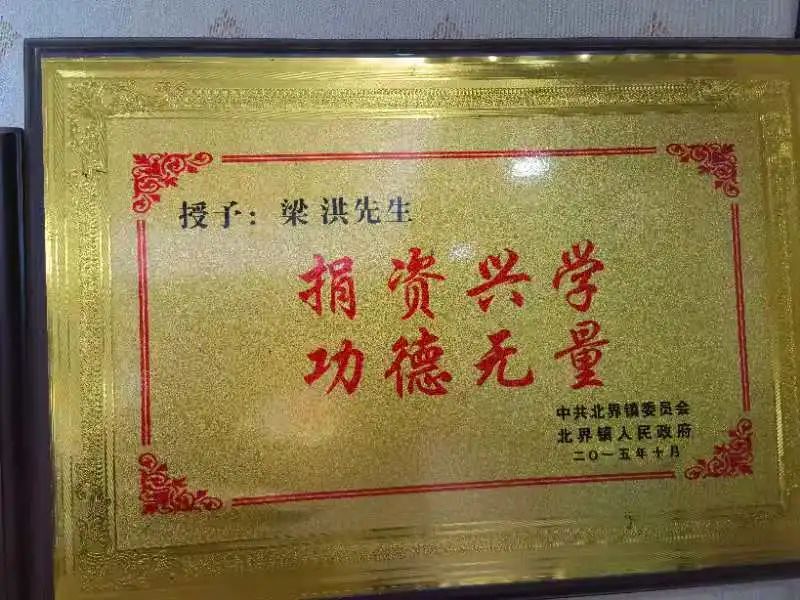 授予：梁洪先生
捐资兴学
功德无量
中共北界镇委员会
北界镇人民政府
二〇一五年十月